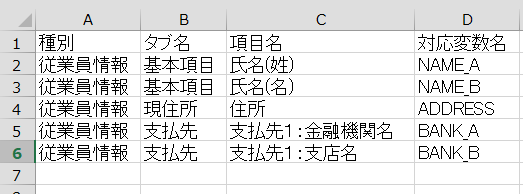 A B C D
1 種別 タブ名 項目名 対応変数名
2 従業員情報 基本項目 氏名(姓) NAME_A
3 従業員情報 基本項目 氏名(名) NAME_B
4 従業員情報 現住所 住所 ADDRESS
5 従業員情報 支払先 支払先1:金融機関名 BANK_A
6 従業員情報 支払先 支払先1:支店名 BANK_B
7